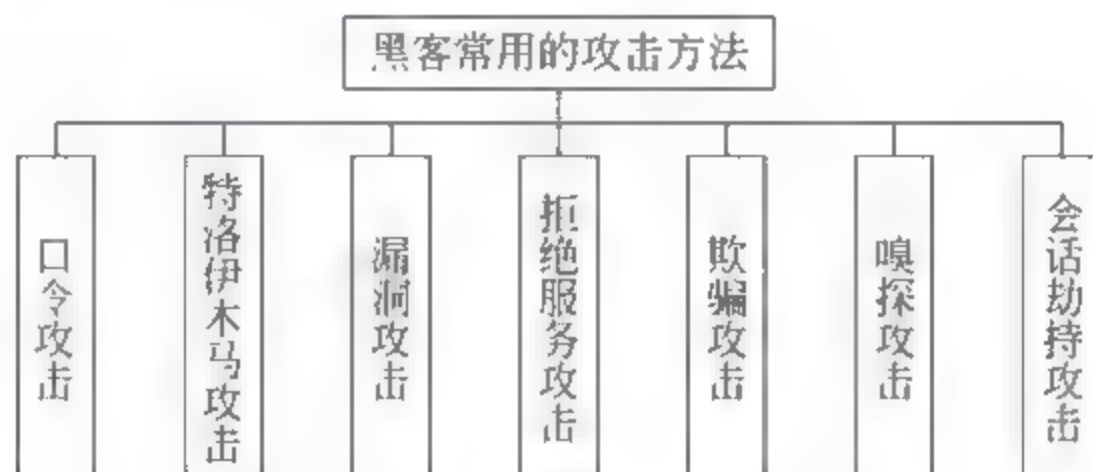 黑客常用的攻击方法
口令攻击
特洛伊木马攻击
漏洞攻击
拒绝服务攻击
欺骗攻击
嗅探攻击
会话劫持攻击